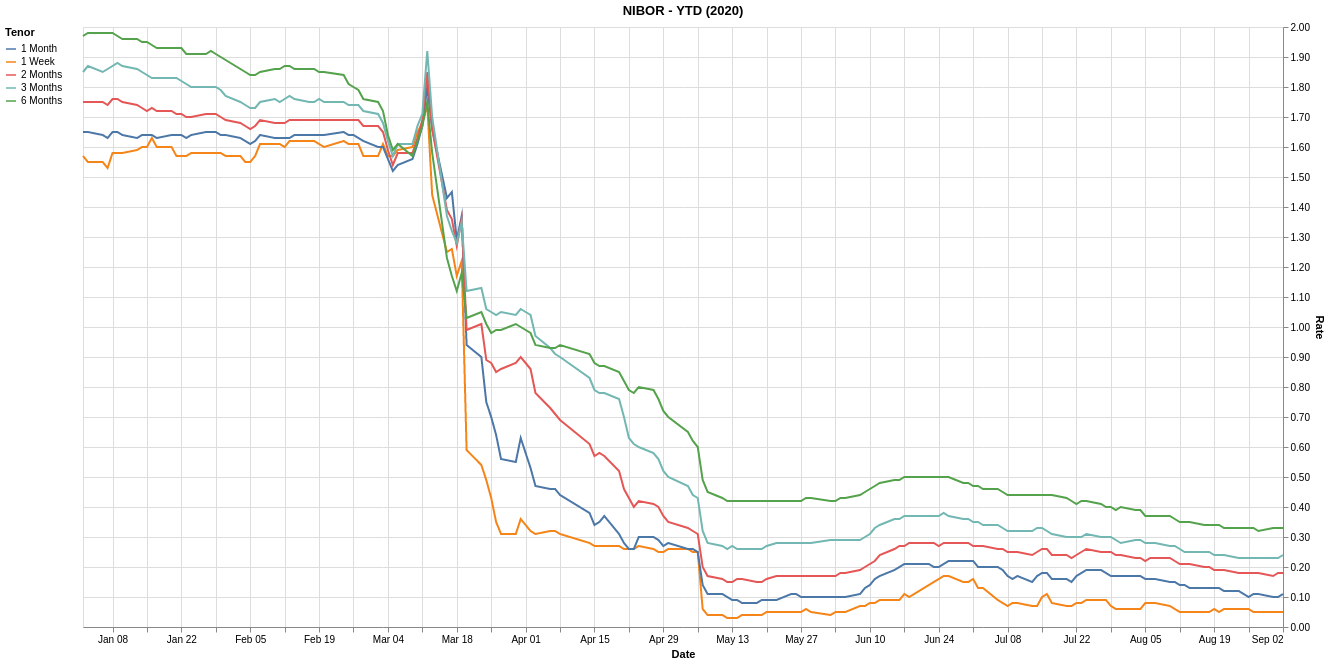 NIBOR - YTD (2020)
Tenor
1 Month
1 Week
2 Months
3 Months
6 Months
2.00
1.90
1.80
1.70
1.60
1.50
1.40
1.30
1.20
1.10
1.00
0.90
0.80
0.70
0.60
0.50
0.40
0.30
0.20
0.10
0.00
Rate
Jan 08 Jan 22 Feb 05 Feb 19 Mar 04 Mar 18 Apr 01 Apr 15 Apr 29 May 13 May 27 Jun 10 Jun 24 Jul 08 Jul 22 Aug 05 Aug 19 Sep 02
Date